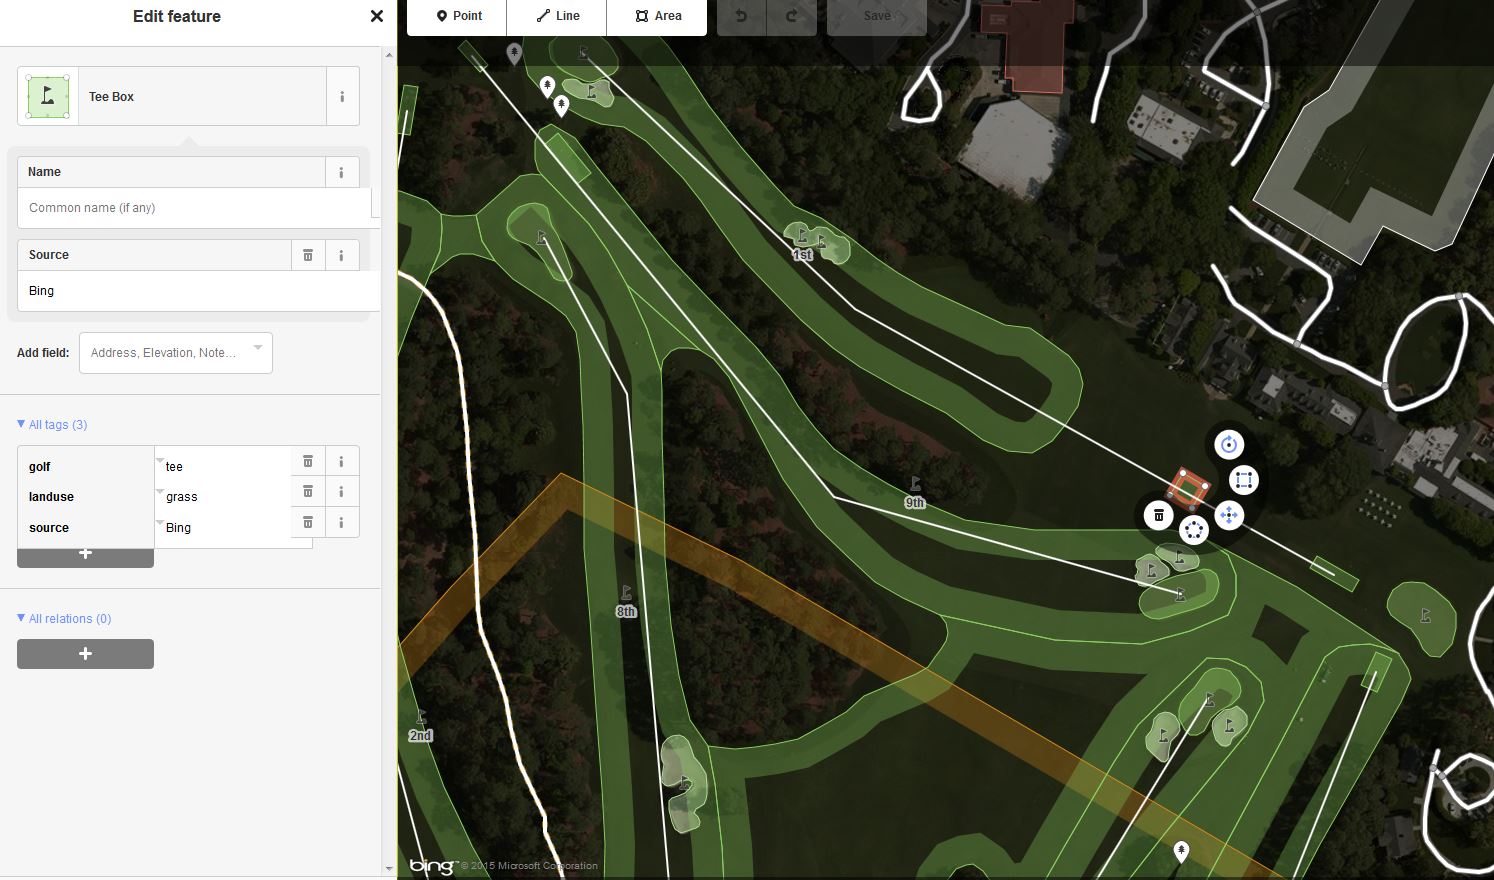 Edit feature
Point
Line
Area
Save
Tee Box
Name
Common name (if any)
Source
Bing
Add field:
Address, Elevation, Note...
All tags (3)
golf
tee
landuse
grass
source
Bing
All relations (0)
1st
9th
8th
2nd
bing
© 2015 Microsoft Corporation